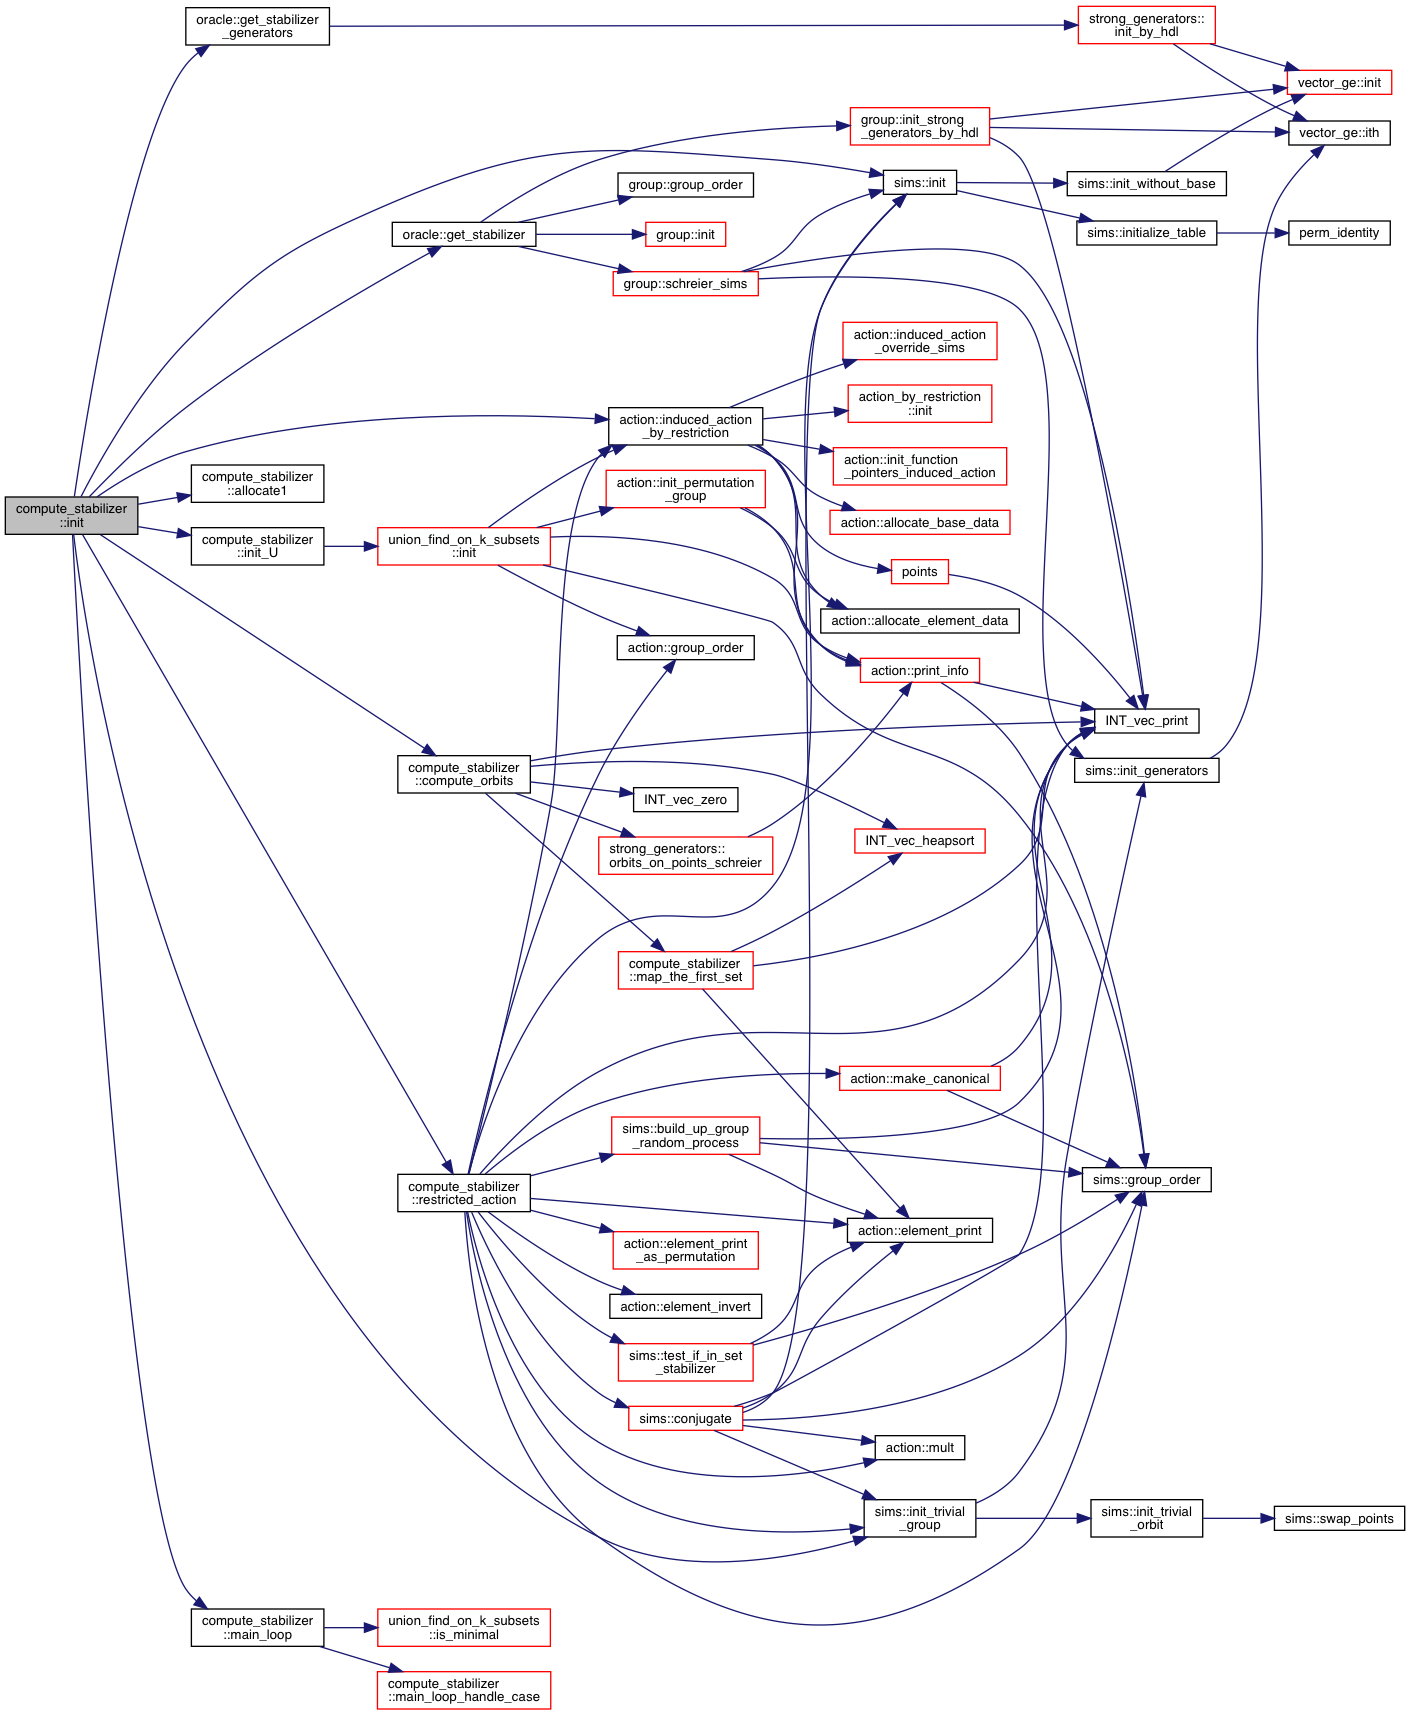 oracle::get_stabilizer
_generators
strong_generators::
init_by_hdl
vector_ge::init
group::init_strong
_generators_by_hdl
vector_ge::ith
sims::init
sims::init_without_base
group::group_order
oracle::get_stabilizer
group::init
sims::initialize_table
perm_identity
group::schreier_sims
action::induced_action
_override_sims
action_by_restriction
::init
action::induced_action
_by_restriction
action::init_function
_pointers_induced_action
compute_stabilizer
::allocate1
action::init_permutation
_group
compute_stabilizer
::init
action::allocate_base_data
compute_stabilizer
::init_U
union_find_on_k_subsets
::init
points
action::allocate_element_data
action::group_order
action::print_info
INT_vec_print
compute_stabilizer
::compute_orbits
sims::init_generators
INT_vec_zero
INT_vec_heapsort
strong_generators::
orbits_on_points_schreier
compute_stabilizer
::map_the_first_set
action::make_canonical
sims::build_up_group
_random_process
compute_stabilizer
::restricted_action
sims::group_order
action::element_print
action::element_print
_as_permutation
action::element_invert
sims::test_if_in_set
_stabilizer
sims::conjugate
action::mult
sims::init_trivial
_group
sims::init_trivial
_orbit
sims::swap_points
compute_stabilizer
::main_loop
union_find_on_k_subsets
::is_minimal
compute_stabilizer
::main_loop_handle_case